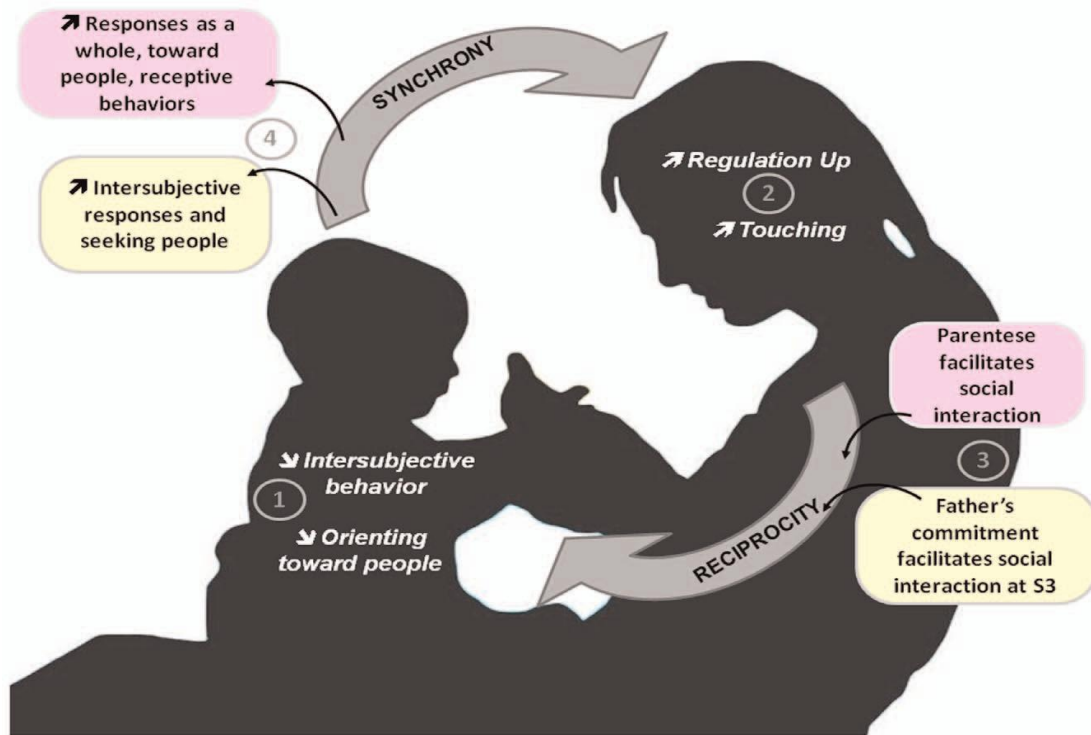 ↗ Responses as a
whole, toward
people, receptive
behaviors
SYNCHRONY
4
↗ Intersubjective
responses and
seeking people
↗ Regulation Up
2
↗ Touching
Parentese
facilitates
social
interaction
3
Father's
commitment
facilitates social
interaction at S3
RECIPROCITY
↘ Intersubjective
behavior
1
↘ Orienting
toward people